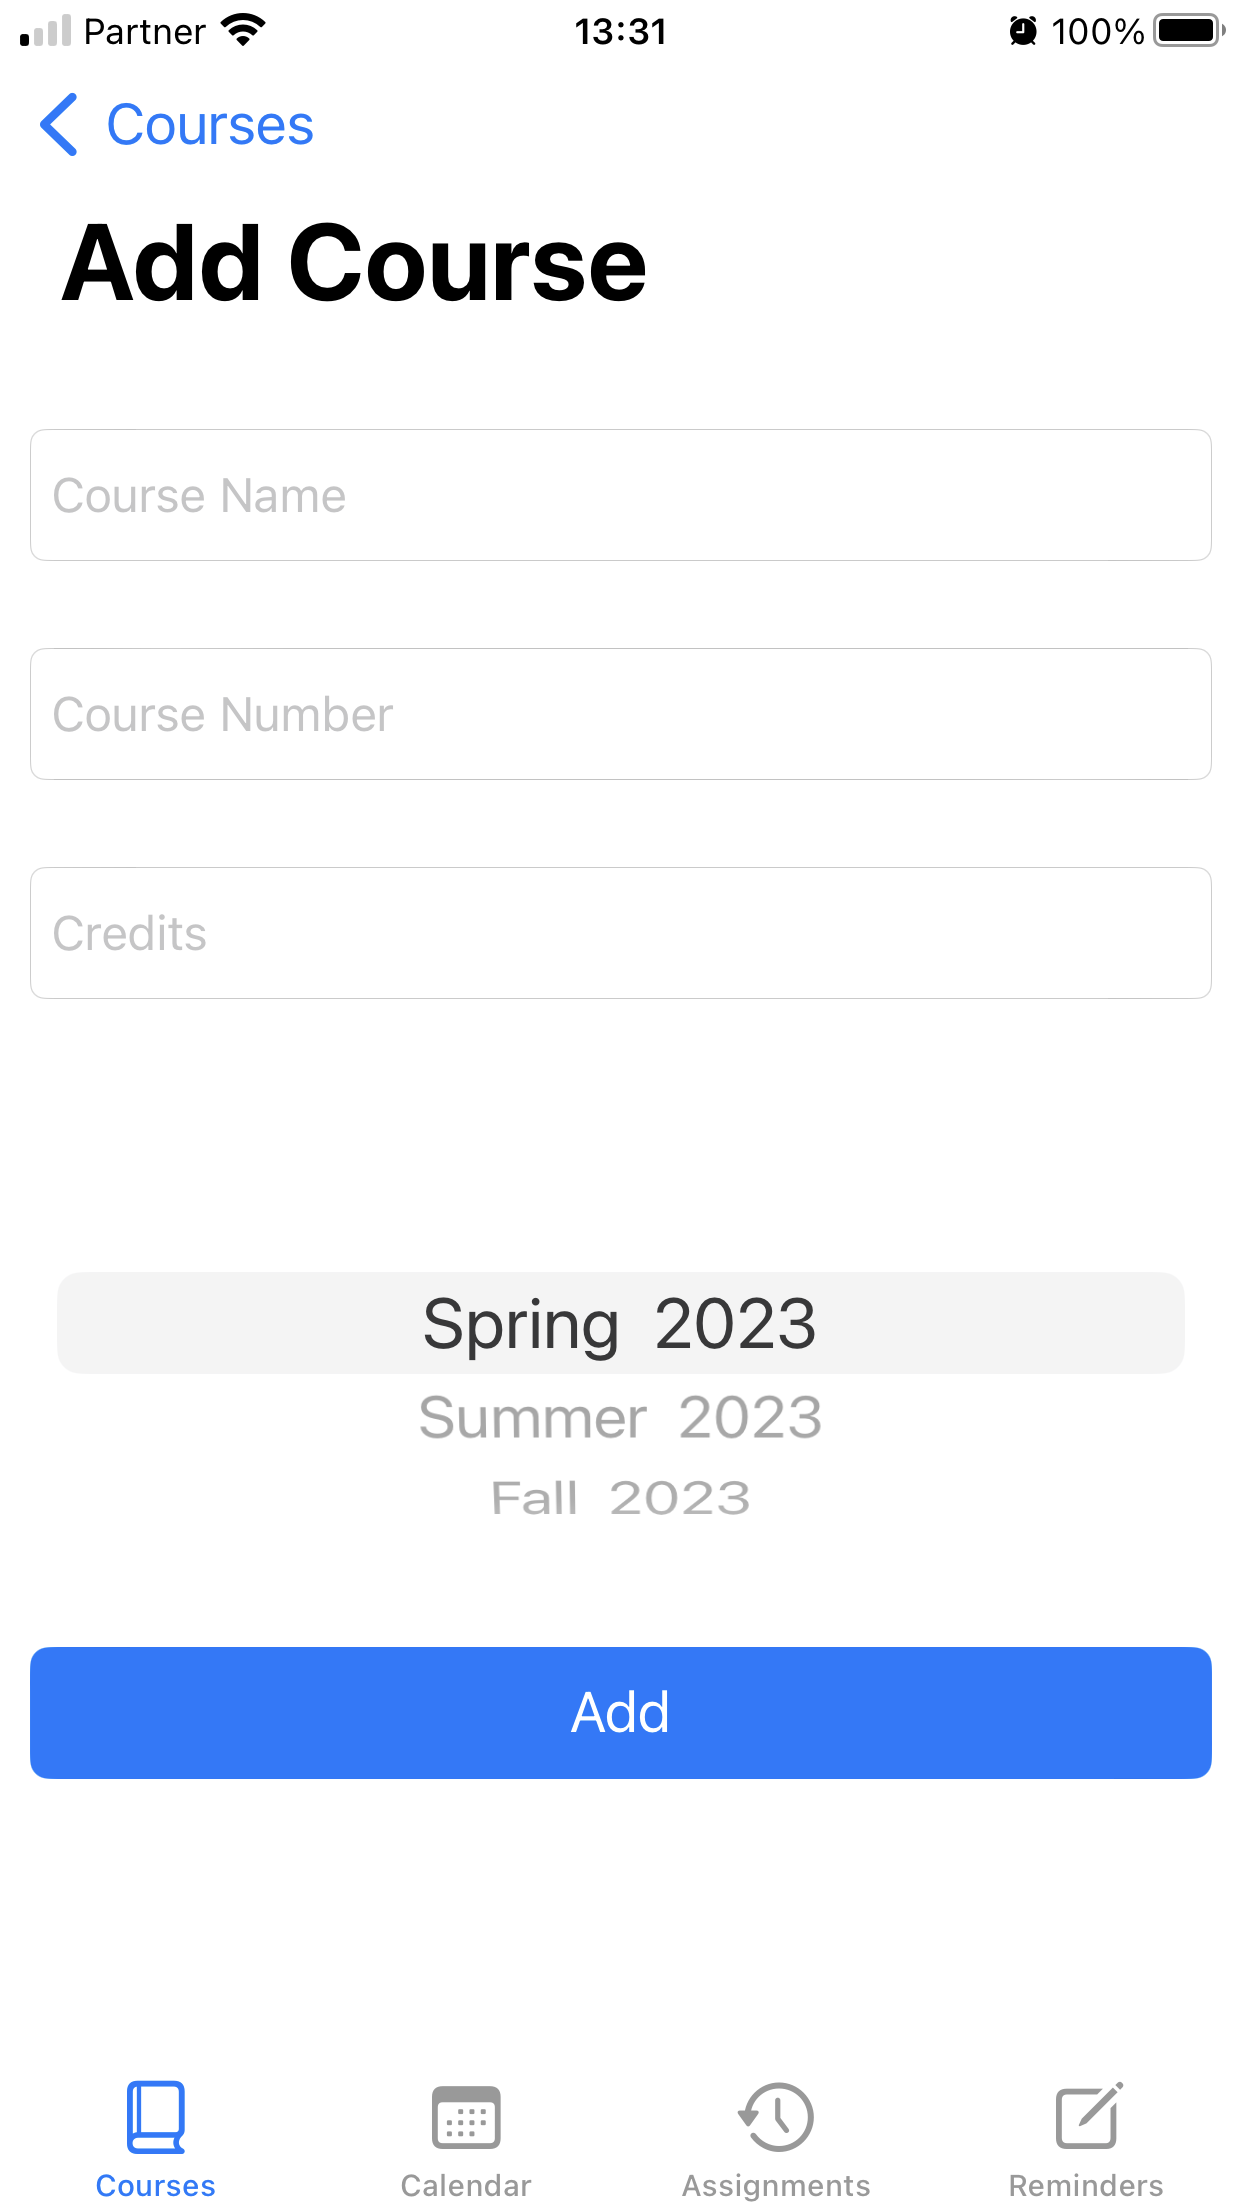 Partner 13:31 100%
Courses
Add Course
Course Name
Course Number
Credits
Spring 2023
Summer 2023
Fall 2023
Add
Courses Calendar Assignments Reminders